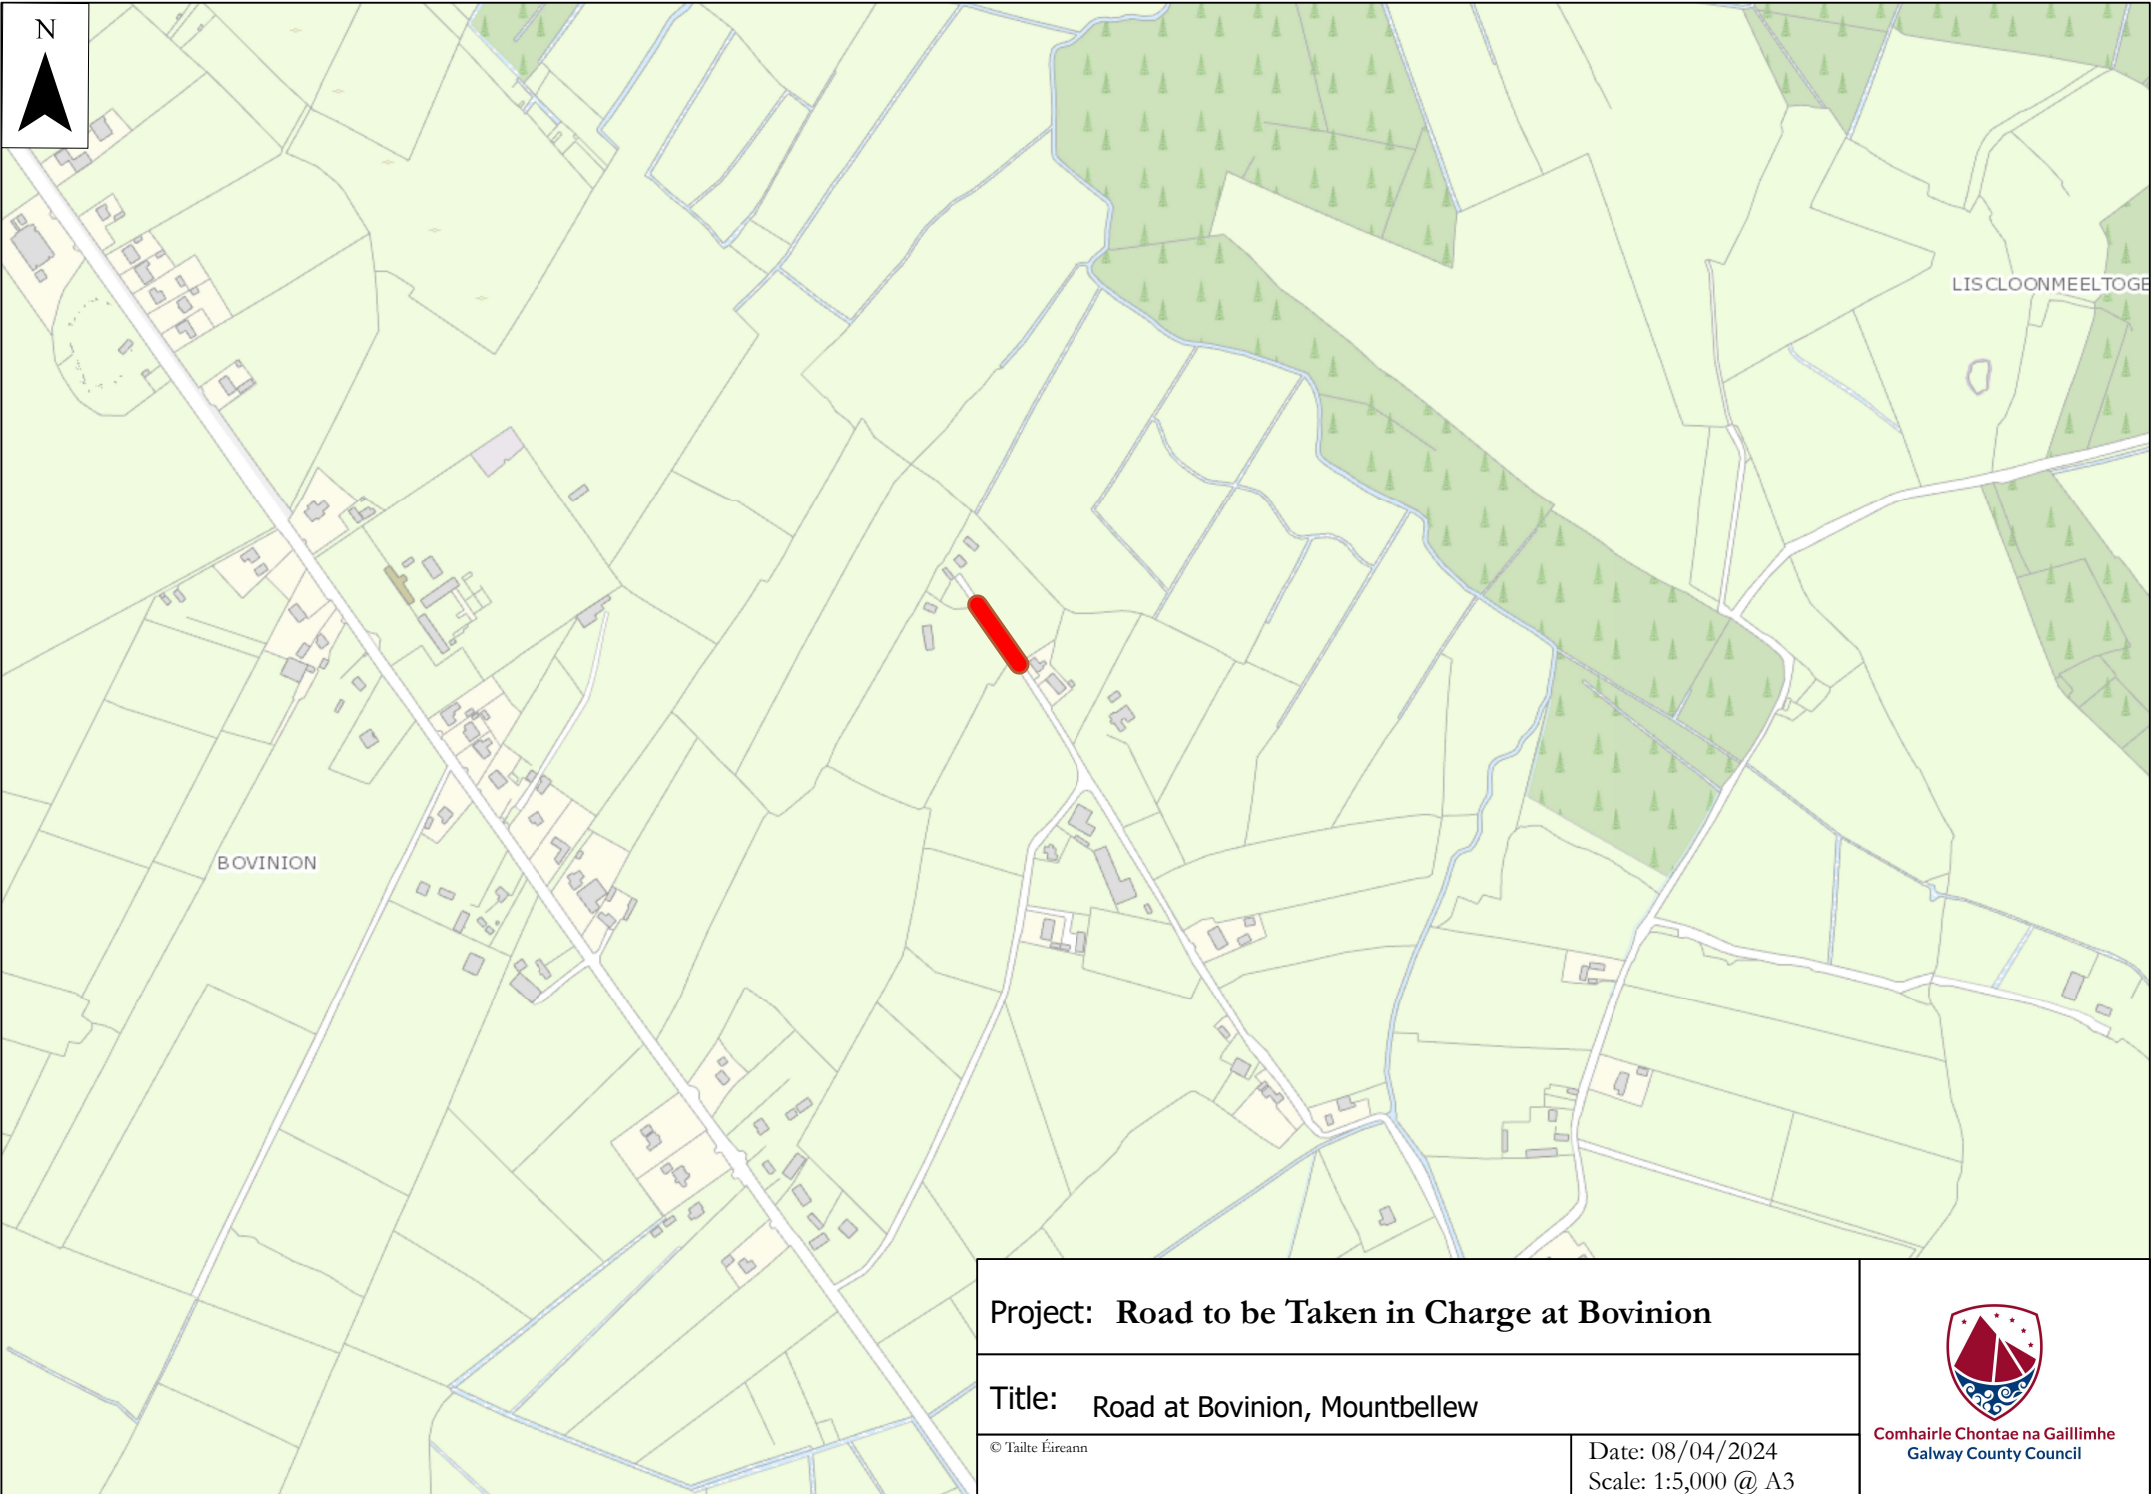 N
LISCLOONMEELTOGE
BOVINION
Project: Road to be Taken in Charge at Bovinion
Title: Road at Bovinion, Mountbellew
© Tailte Éireann
Date: 08/04/2024
Scale: 1:5,000 @ A3
Comhairle Chontae na Gaillimhe
Galway County Council